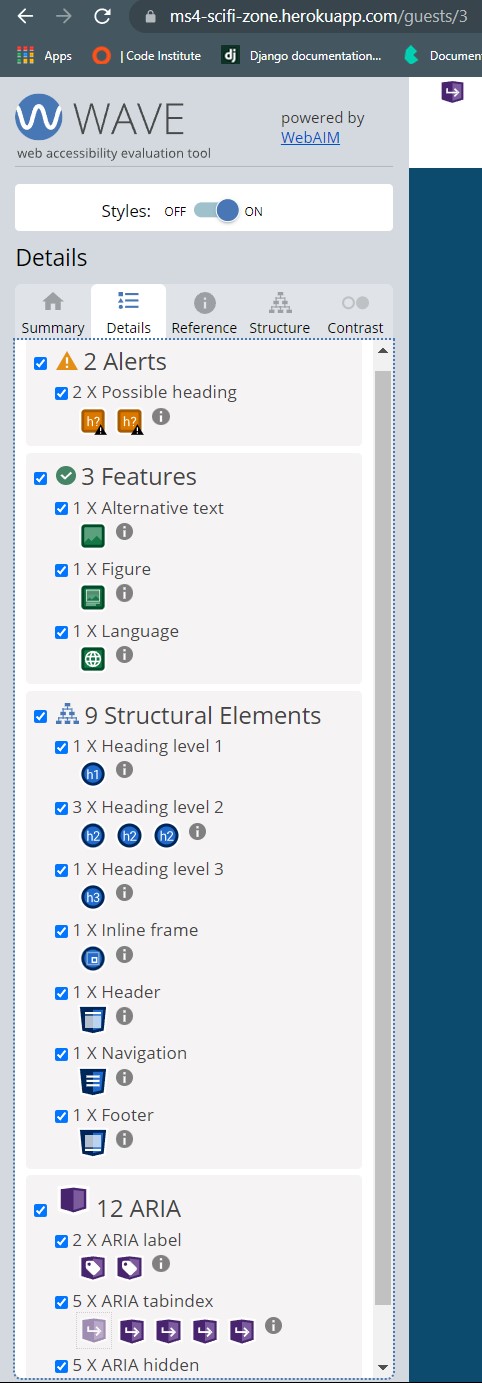 ms4-scifi-zone.herokuapp.com/guests/3
Apps | Code Institute dj Django documentation... Documen
WAVE
powered by
WebAIM
web accessibility evaluation tool
Styles: OFF ON
Details
Summary Details Reference Structure Contrast
2 Alerts
2 X Possible heading
h? h?
3 Features
1 X Alternative text
1 X Figure
1 X Language
9 Structural Elements
1 X Heading level 1
h1
3 X Heading level 2
h2 h2 h2
1 X Heading level 3
h3
1 X Inline frame
1 X Header
1 X Navigation
1 X Footer
12 ARIA
2 X ARIA label
5 X ARIA tabindex
5 X ARIA hidden